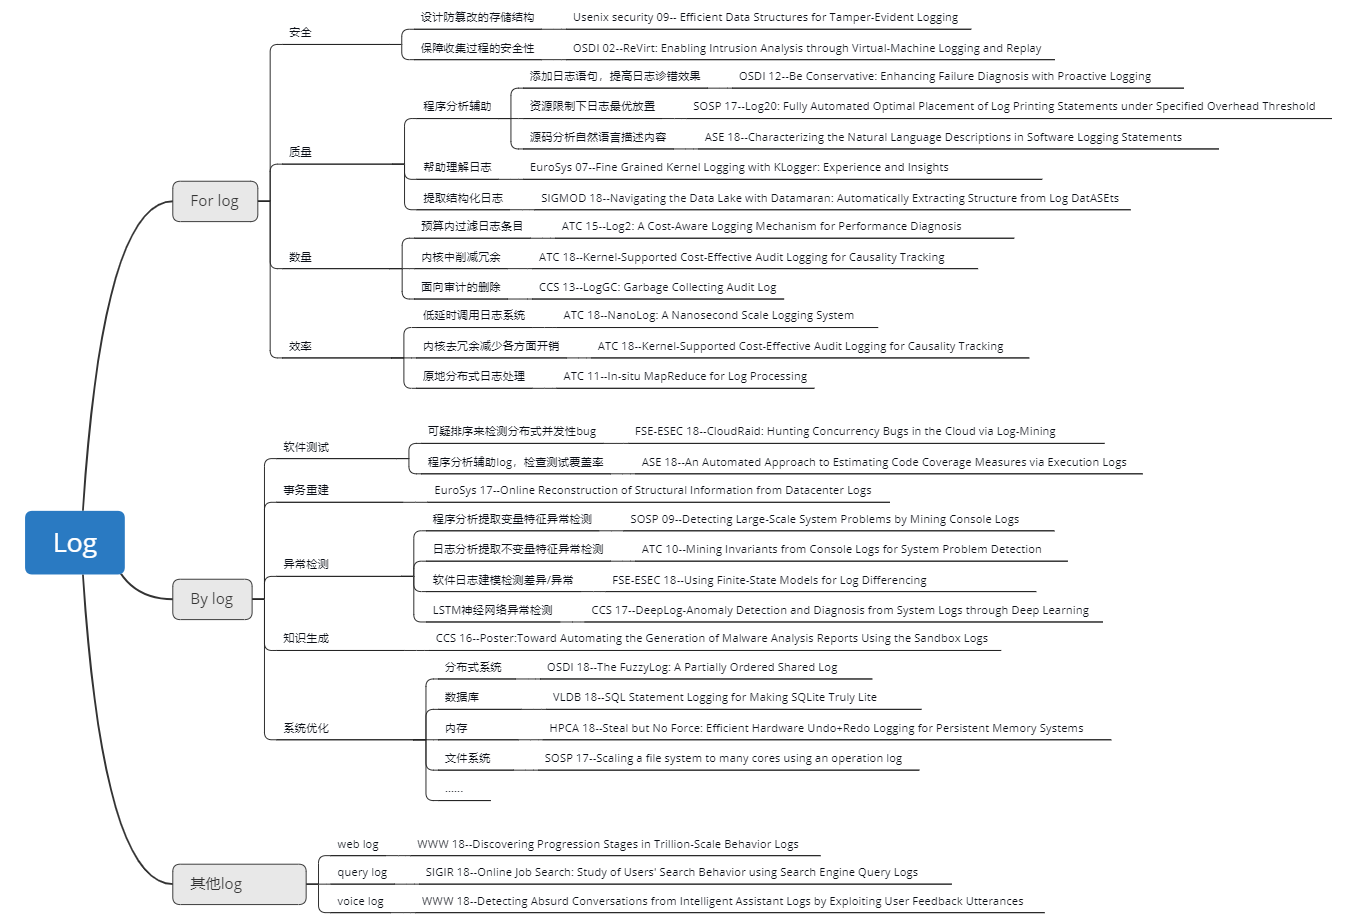 Log
For log
安全
设计防篡改的存储结构
Usenix security 09-- Efficient Data Structures for Tamper-Evident Logging
保障收集过程的安全性
OSDI 02--ReVirt: Enabling Intrusion Analysis through Virtual-Machine Logging and Replay
质量
程序分析辅助
添加日志语句，提高日志诊错效果
OSDI 12--Be Conservative: Enhancing Failure Diagnosis with Proactive Logging
资源限制下日志最优放置
SOSP 17--Log20: Fully Automated Optimal Placement of Log Printing Statements under Specified Overhead Threshold
源码分析自然语言描述内容
ASE 18--Characterizing the Natural Language Descriptions in Software Logging Statements
帮助理解日志
EuroSys 07--Fine Grained Kernel Logging with KLogger: Experience and Insights
提取结构化日志
SIGMOD 18--Navigating the Data Lake with Datamaran: Automatically Extracting Structure from Log DatASEts
数量
预算内过滤日志条目
ATC 15--Log2: A Cost-Aware Logging Mechanism for Performance Diagnosis
内核中削减冗余
ATC 18--Kernel-Supported Cost-Effective Audit Logging for Causality Tracking
面向审计的删除
CCS 13--LogGC: Garbage Collecting Audit Log
效率
低延时调用日志系统
ATC 18--NanoLog: A Nanosecond Scale Logging System
内核去冗余减少各方面开销
ATC 18--Kernel-Supported Cost-Effective Audit Logging for Causality Tracking
原地分布式日志处理
ATC 11--In-situ MapReduce for Log Processing
By log
软件测试
可疑排序来检测分布式并发性bug
FSE-ESEC 18--CloudRaid: Hunting Concurrency Bugs in the Cloud via Log-Mining
程序分析辅助log，检查测试覆盖率
ASE 18--An Automated Approach to Estimating Code Coverage Measures via Execution Logs
事务重建
EuroSys 17--Online Reconstruction of Structural Information from Datacenter Logs
异常检测
程序分析提取变量特征异常检测
SOSP 09--Detecting Large-Scale System Problems by Mining Console Logs
日志分析提取不变量特征异常检测
ATC 10--Mining Invariants from Console Logs for System Problem Detection
软件日志建模检测差异/异常
FSE-ESEC 18--Using Finite-State Models for Log Differencing
LSTM神经网络异常检测
CCS 17--DeepLog-Anomaly Detection and Diagnosis from System Logs through Deep Learning
知识生成
CCS 16--Poster:Toward Automating the Generation of Malware Analysis Reports Using the Sandbox Logs
系统优化
分布式系统
OSDI 18--The FuzzyLog: A Partially Ordered Shared Log
数据库
VLDB 18--SQL Statement Logging for Making SQLite Truly Lite
内存
HPCA 18--Steal but No Force: Efficient Hardware Undo+Redo Logging for Persistent Memory Systems
文件系统
SOSP 17--Scaling a file system to many cores using an operation log
......
其他log
web log
WWW 18--Discovering Progression Stages in Trillion-Scale Behavior Logs
query log
SIGIR 18--Online Job Search: Study of Users' Search Behavior using Search Engine Query Logs
voice log
WWW 18--Detecting Absurd Conversations from Intelligent Assistant Logs by Exploiting User Feedback Utterances